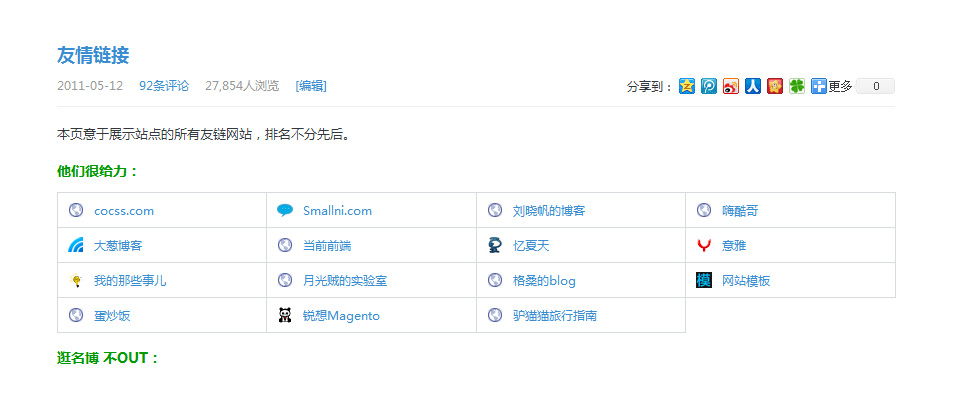 友情链接
2011-05-12 92条评论 27,854人浏览 [编辑] 分享到： 更多 0
本页意于展示站点的所有友链网站，排名不分先后。
他们很给力：
cocss.com Smallni.com 刘晓帆的博客 嗨酷哥
大葱博客 当前前端 忆夏天 意雅
我的那些事儿 月光贼的实验室 格桑的blog 模 网站模板
蛋炒饭 锐想Magento 驴猫猫旅行指南
逛名博 不OUT：